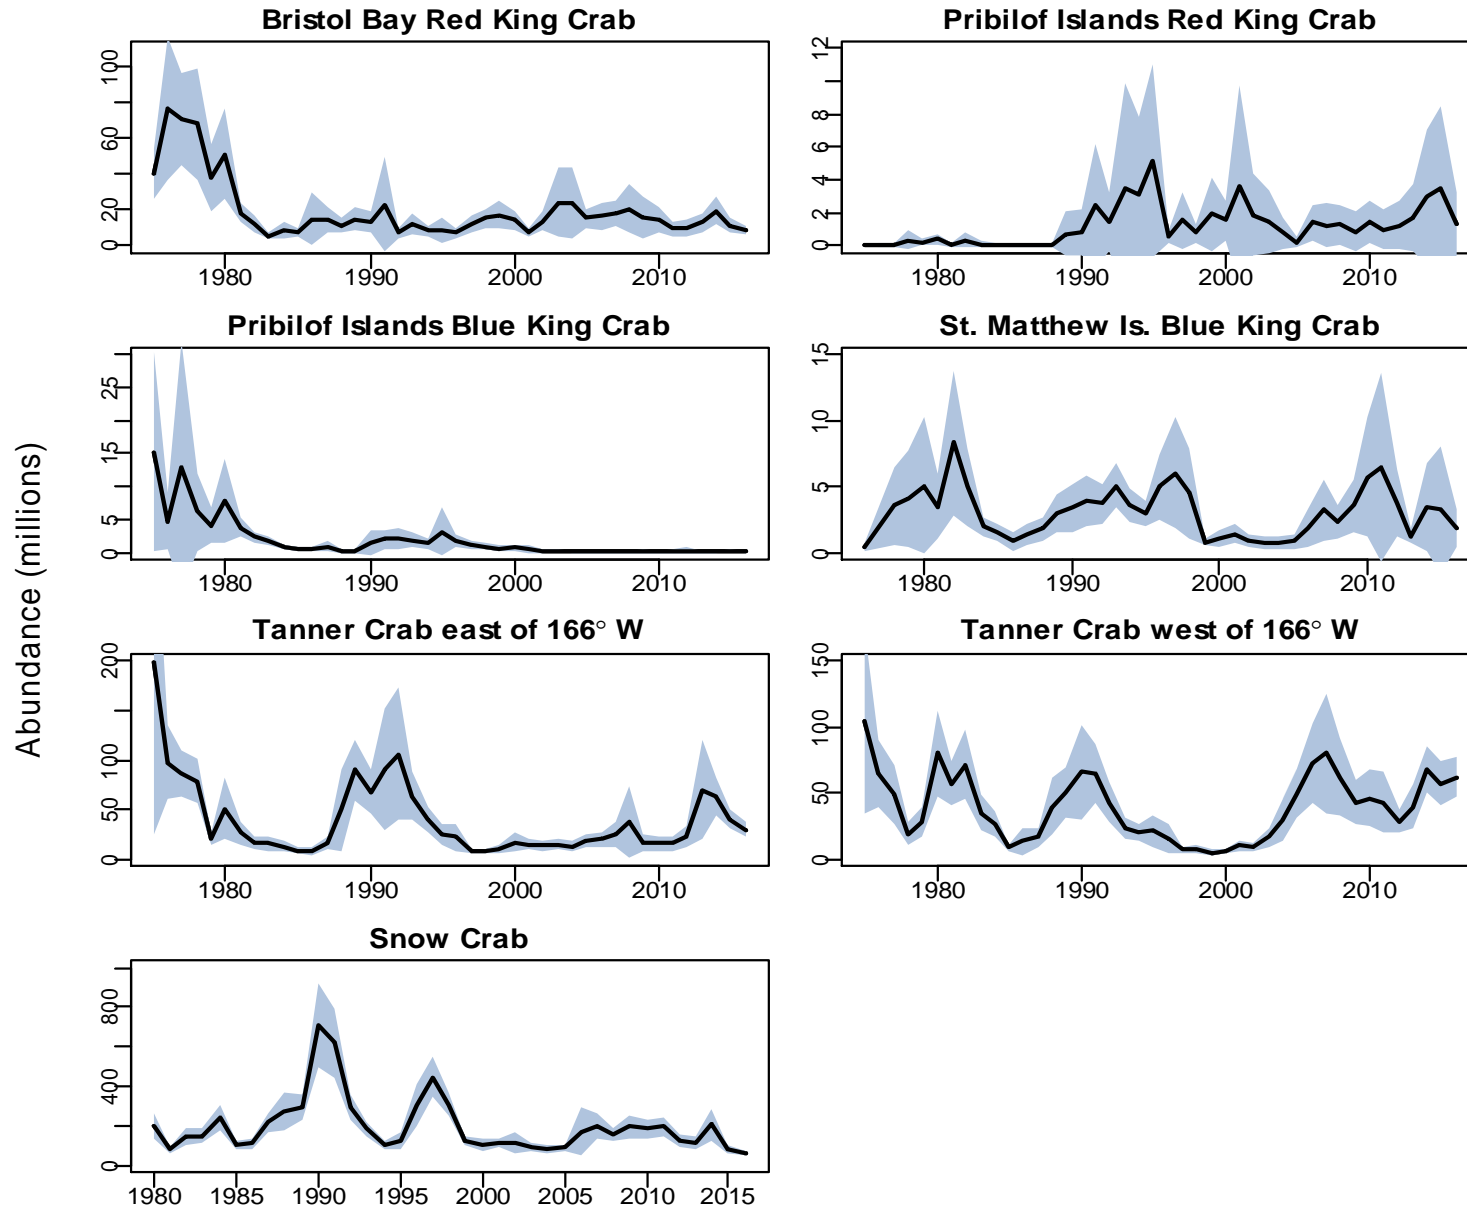 Abundance (millions)
Bristol Bay Red King Crab
0 20 60 100
1980 1990 2000 2010
Pribilof Islands Red King Crab
0 2 4 6 8 12
1980 1990 2000 2010
Pribilof Islands Blue King Crab
0 5 15 25
1980 1990 2000 2010
St. Matthew Is. Blue King Crab
0 5 10 15
1980 1990 2000 2010
Tanner Crab east of 166° W
0 50 100 200
1980 1990 2000 2010
Tanner Crab west of 166° W
0 50 100 150
1980 1990 2000 2010
Snow Crab
0 400 800
1980 1985 1990 1995 2000 2005 2010 2015